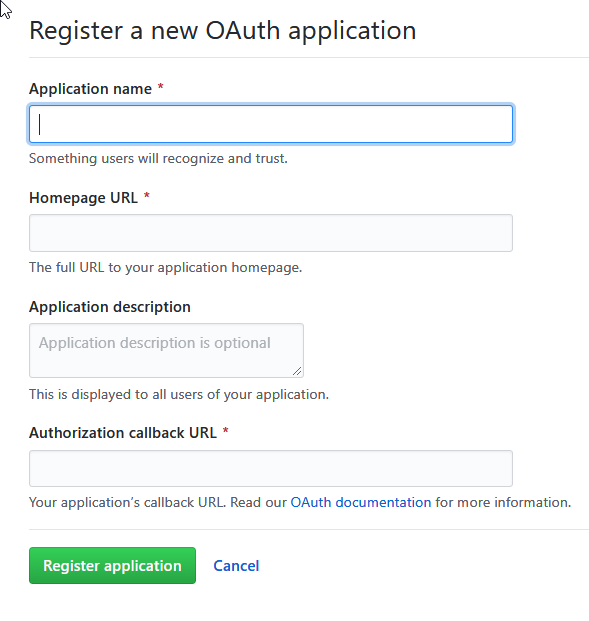 Register a new OAuth application
Application name *
Something users will recognize and trust.
Homepage URL *
The full URL to your application homepage.
Application description
Application description is optional
This is displayed to all users of your application.
Authorization callback URL *
Your application’s callback URL. Read our OAuth documentation for more information.
Register application Cancel